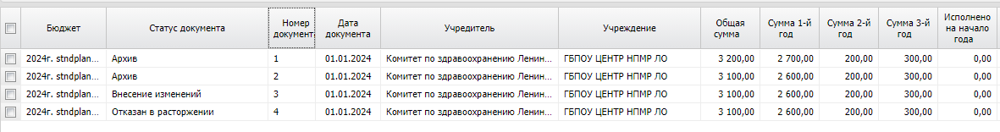 Бюджет Статус документа Номер документа Дата документа Учредитель Учреждение Общая сумма Сумма 1-й год Сумма 2-й год Сумма 3-й год Исполнено на начало года
2024г. stndplan... Архив 1 01.01.2024 Комитет по здравоохранению Ленин... ГБПОУ ЦЕНТР НПМР ЛО 3 200,00 2 700,00 200,00 300,00 0,00
2024г. stndplan... Архив 2 01.01.2024 Комитет по здравоохранению Ленин... ГБПОУ ЦЕНТР НПМР ЛО 3 100,00 2 600,00 200,00 300,00 0,00
2024г. stndplan... Внесение изменений 3 01.01.2024 Комитет по здравоохранению Ленин... ГБПОУ ЦЕНТР НПМР ЛО 3 100,00 2 600,00 200,00 300,00 0,00
2024г. stndplan... Отказан в расторжении 4 01.01.2024 Комитет по здравоохранению Ленин... ГБПОУ ЦЕНТР НПМР ЛО 3 100,00 2 600,00 200,00 300,00 0,00